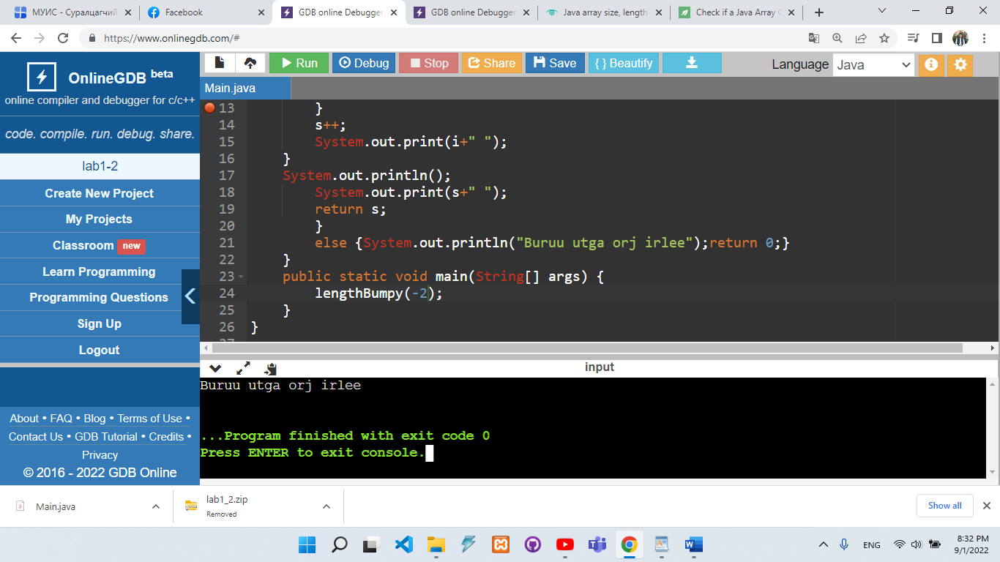 МУИС - Суралцагчий
Facebook
GDB online Debugger
GDB online Debugger
Java array size, length
Check if a Java Array C
https://www.onlinegdb.com/#
OnlineGDB beta
online compiler and debugger for c/c++
code. compile. run. debug. share.
lab1-2
Create New Project
My Projects
Classroom new
Learn Programming
Programming Questions
Sign Up
Logout
About • FAQ • Blog • Terms of Use •
Contact Us • GDB Tutorial • Credits •
Privacy
© 2016 - 2022 GDB Online
Run
Debug
Stop
Share
Save
{ } Beautify
Language
Java
Main.java
13 }
14 s++;
15 System.out.print(i+" ");
16 }
17 System.out.println();
18 System.out.print(s+" ");
19 return s;
20 }
21 else {System.out.println("Buruu utga orj irlee");return 0;}
22 }
23 public static void main(String[] args) {
24 lengthBumpy(-2);
25 }
26 }
27
input
Buruu utga orj irlee
...Program finished with exit code 0
Press ENTER to exit console.
Main.java
lab1_2.zip
Removed
Show all
ENG
8:32 PM
9/1/2022